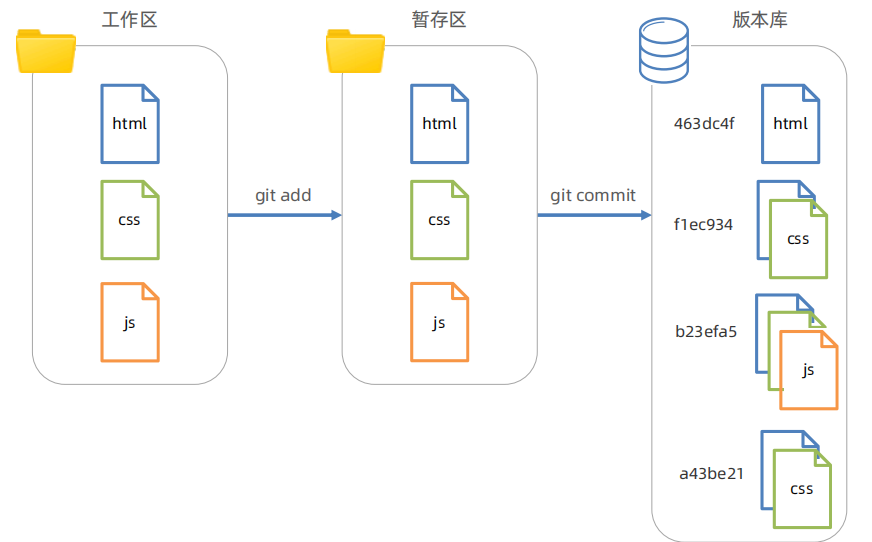 工作区
暂存区
版本库
html
css
js
git add
html
css
js
git commit
463dc4f
html
f1ec934
css
b23efa5
js
a43be21
css